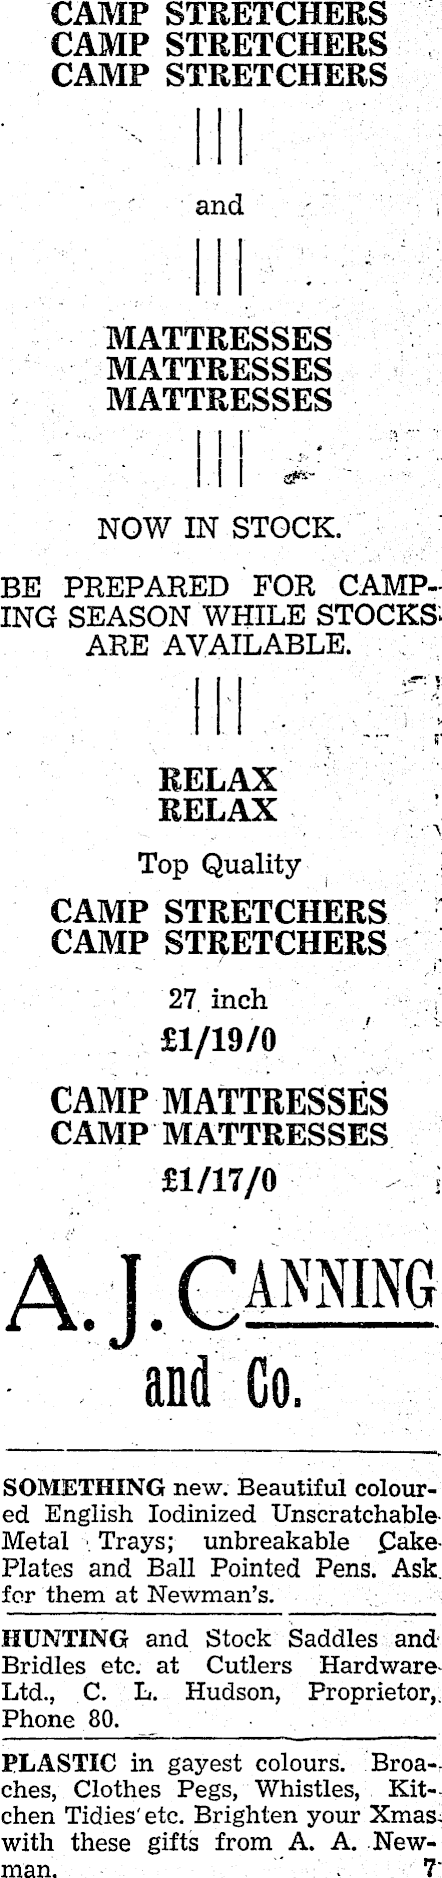 CAMP STRETCHERS
CAMP STRETCHERS
CAMP STRETCHERS
and
MATTRESSES
MATTRESSES
MATTRESSES
NOW IN STOCK.
BE PREPARED FOR CAMP-
ING SEASON WHILE STOCKS
ARE AVAILABLE.
RELAX
RELAX
Top Quality
CAMP STRETCHERS
CAMP STRETCHERS
27 inch
£1/19/0
CAMP MATTRESSES
CAMP MATTRESSES
£1/17/0
A. J. CANNING
and Co.
SOMETHING new. Beautiful colour-
ed English Iodinized Unscratchable
Metal Trays; unbreakable Cake
Plates and Ball Pointed Pens. Ask
for them at Newman's.
HUNTING and Stock Saddles and
Bridles etc. at Cutlers Hardware
Ltd., C. L. Hudson, Proprietor,
Phone 80.
PLASTIC in gayest colours. Broa-
ches, Clothes Pegs, Whistles, Kit-
chen Tidies etc. Brighten your Xmas
with these gifts from A. A. New-
man. 7